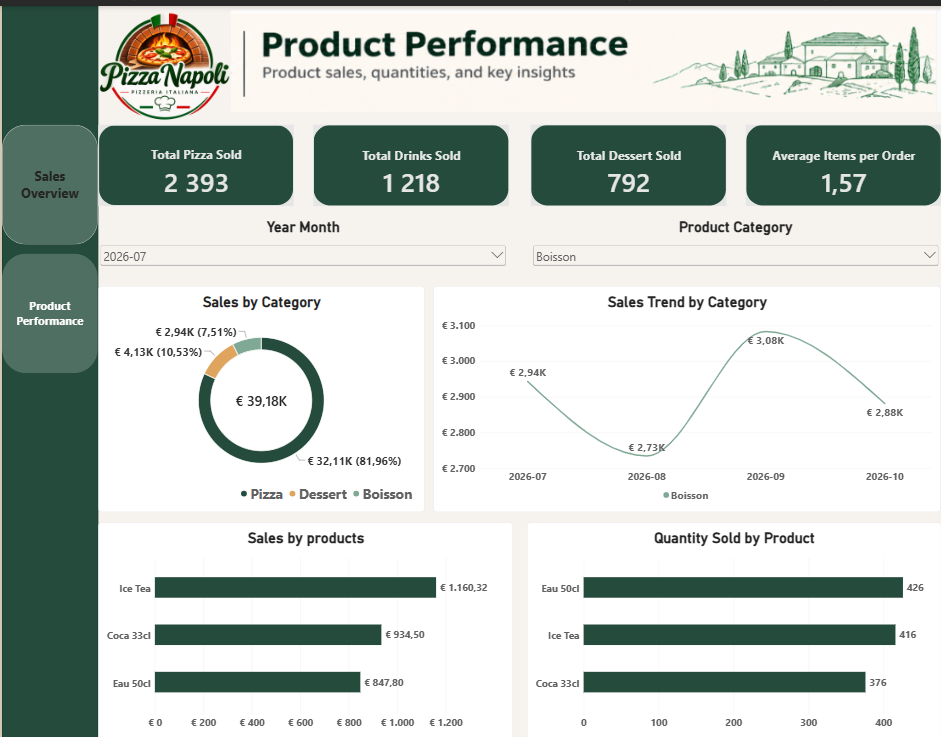 PizzaNapoli
PIZZERIA ITALIANA
Product Performance
Product sales, quantities, and key insights
Sales
Overview
Product
Performance
Total Pizza Sold
2 393
Total Drinks Sold
1 218
Total Dessert Sold
792
Average Items per Order
1,57
Year Month
2026-07
Product Category
Boisson
Sales by Category
€ 2,94K (7,51%)
€ 4,13K (10,53%)
€ 39,18K
€ 32,11K (81,96%)
Pizza Dessert Boisson
Sales Trend by Category
€ 3.100
€ 3.000
€ 2.900
€ 2.800
€ 2.700
€ 2,94K
€ 2,73K
€ 3,08K
€ 2,88K
2026-07 2026-08 2026-09 2026-10
Boisson
Sales by products
Ice Tea € 1.160,32
Coca 33cl € 934,50
Eau 50cl € 847,80
€ 0 € 200 € 400 € 600 € 800 € 1.000 € 1.200
Quantity Sold by Product
Eau 50cl 426
Ice Tea 416
Coca 33cl 376
0 100 200 300 400